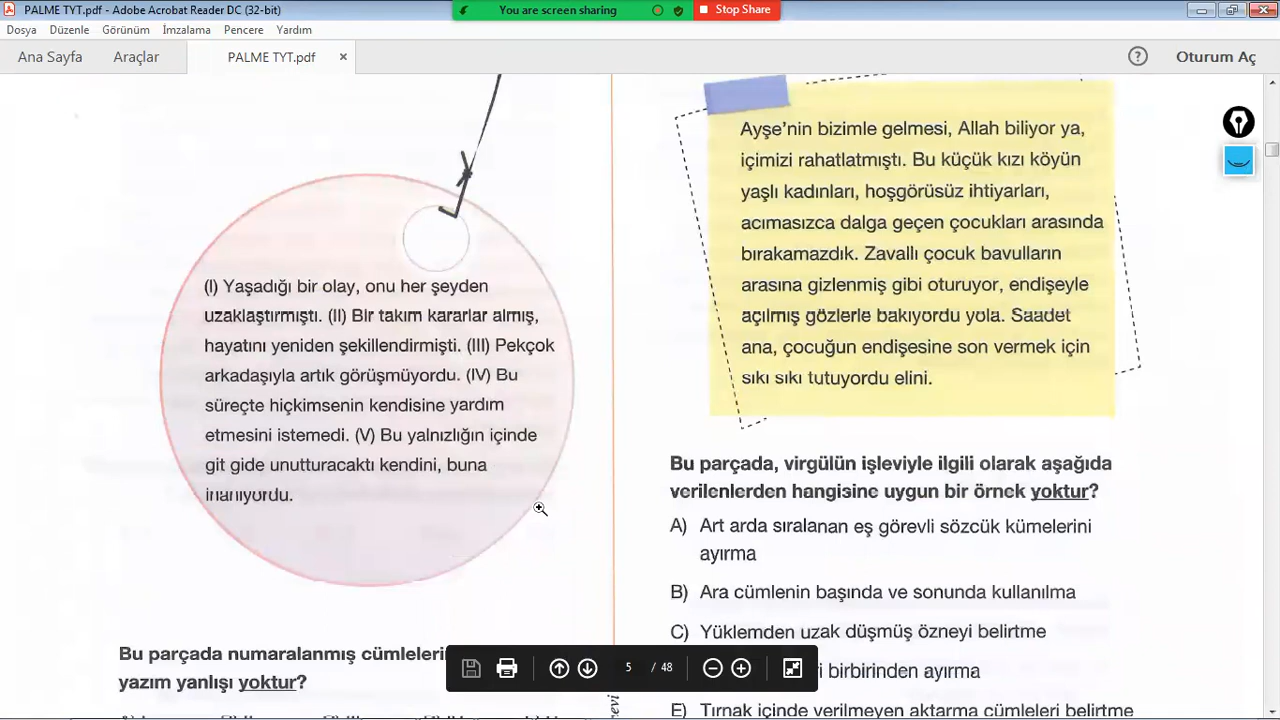 PALME TYT.pdf - Adobe Acrobat Reader DC (32-bit)
You are screen sharing
Stop Share
Dosya Düzenle Görünüm İmzalama Pencere Yardım
Ana Sayfa Araçlar PALME TYT.pdf × Oturum Aç
(I) Yaşadığı bir olay, onu her şeyden
uzaklaştırmıştı. (II) Bir takım kararlar almış,
hayatını yeniden şekillendirmişti. (III) Pekçok
arkadaşıyla artık görüşmüyordu. (IV) Bu
süreçte hiçkimsenin kendisine yardım
etmesini istemedi. (V) Bu yalnızlığın içinde
git gide unutturacaktı kendini, buna
inanıyordu.
Bu parçada numaralanmış
yazım yanlışı yoktur?
Ayşe'nin bizimle gelmesi, Allah biliyor ya,
içimizi rahatlatmıştı. Bu küçük kızı köyün
yaşlı kadınları, hoşgörüsüz ihtiyarları,
acımasızca dalga geçen çocukları arasında
bırakamazdık. Zavallı çocuk bavulların
arasına gizlenmiş gibi oturuyor, endişeyle
açılmış gözlerle bakıyordu yola. Saadet
ana, çocuğun endişesine son vermek için
sıkı sıkı tutuyordu elini.
Bu parçada, virgülün işleviyle ilgili olarak aşağıda
verilenlerden hangisine uygun bir örnek yoktur?
A) Art arda sıralanan eş görevli sözcük kümelerini
ayırma
B) Ara cümlenin başında ve sonunda kullanılma
C) Yüklemden uzak düşmüş özneyi belirtme
birbirinden ayırma
E) Tırnak içinde verilmeyen aktarma cümleleri belirtme
5 / 48